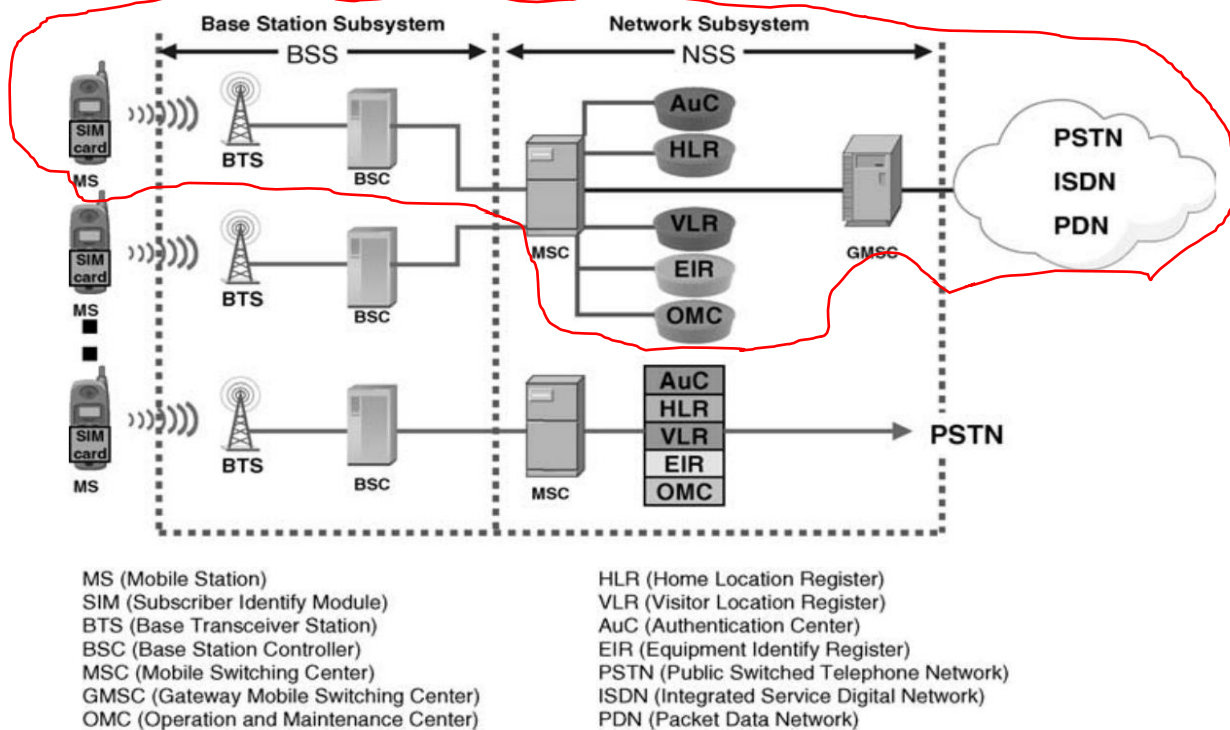 Base Station Subsystem
Network Subsystem
BSS
NSS
SIM
card
MS
BTS
BSC
AuC
HLR
MSC
GMSC
PSTN
ISDN
PDN
SIM
card
MS
BTS
BSC
VLR
EIR
OMC
SIM
card
MS
BTS
BSC
MSC
AuC
HLR
VLR
EIR
OMC
PSTN
MS (Mobile Station)
SIM (Subscriber Identify Module)
BTS (Base Transceiver Station)
BSC (Base Station Controller)
MSC (Mobile Switching Center)
GMSC (Gateway Mobile Switching Center)
OMC (Operation and Maintenance Center)
HLR (Home Location Register)
VLR (Visitor Location Register)
AuC (Authentication Center)
EIR (Equipment Identify Register)
PSTN (Public Switched Telephone Network)
ISDN (Integrated Service Digital Network)
PDN (Packet Data Network)